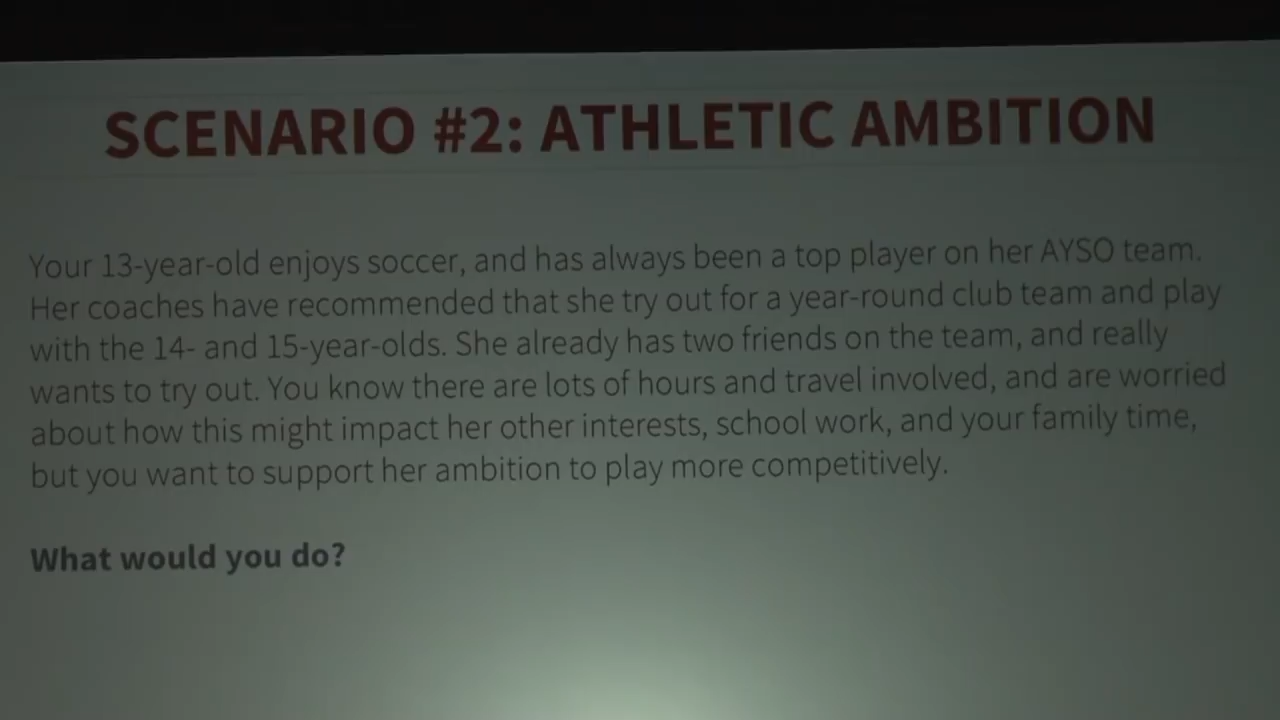 SCENARIO #2: ATHLETIC AMBITION
Your 13-year-old enjoys soccer, and has always been a top player on her AYSO team.
Her coaches have recommended that she try out for a year-round club team and play
with the 14- and 15-year-olds. She already has two friends on the team, and really
wants to try out. You know there are lots of hours and travel involved, and are worried
about how this might impact her other interests, school work, and your family time,
but you want to support her ambition to play more competitively.
What would you do?